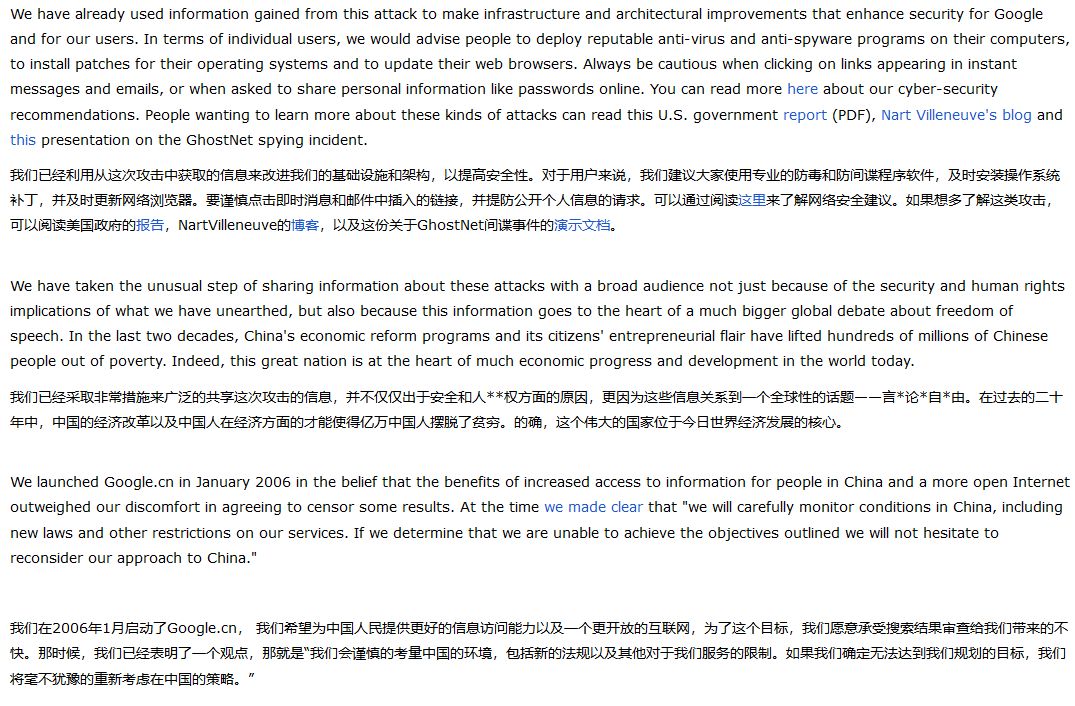 We have already used information gained from this attack to make infrastructure and architectural improvements that enhance security for Google
and for our users. In terms of individual users, we would advise people to deploy reputable anti-virus and anti-spyware programs on their computers,
to install patches for their operating systems and to update their web browsers. Always be cautious when clicking on links appearing in instant
messages and emails, or when asked to share personal information like passwords online. You can read more here about our cyber-security
recommendations. People wanting to learn more about these kinds of attacks can read this U.S. government report (PDF), Nart Villeneuve's blog and
this presentation on the GhostNet spying incident.
我们已经利用从这次攻击中获取的信息来改进我们的基础设施和架构，以提高安全性。对于用户来说，我们建议大家使用专业的防毒和防间谍程序软件，及时安装操作系统
补丁，并及时更新网络浏览器。要谨慎点击即时消息和邮件中插入的链接，并提防公开个人信息的请求。可以通过阅读这里来了解网络安全建议。如果想多了解这类攻击，
可以阅读美国政府的报告，NartVilleneuve的博客，以及这份关于GhostNet间谍事件的演示文档。
We have taken the unusual step of sharing information about these attacks with a broad audience not just because of the security and human rights
implications of what we have unearthed, but also because this information goes to the heart of a much bigger global debate about freedom of
speech. In the last two decades, China's economic reform programs and its citizens' entrepreneurial flair have lifted hundreds of millions of Chinese
people out of poverty. Indeed, this great nation is at the heart of much economic progress and development in the world today.
我们已经采取非常措施来广泛的共享这次攻击的信息，并不仅仅出于安全和人**权方面的原因，更因为这些信息关系到一个全球性的话题——言*论*自*由。在过去的二十
年中，中国的经济改革以及中国人在经济方面的才能使得亿万中国人摆脱了贫穷。的确，这个伟大的国家位于今日世界经济发展的核心。
We launched Google.cn in January 2006 in the belief that the benefits of increased access to information for people in China and a more open Internet
outweighed our discomfort in agreeing to censor some results. At the time we made clear that "we will carefully monitor conditions in China, including
new laws and other restrictions on our services. If we determine that we are unable to achieve the objectives outlined we will not hesitate to
reconsider our approach to China."
我们在2006年1月启动了Google.cn， 我们希望为中国人民提供更好的信息访问能力以及一个更开放的互联网，为了这个目标，我们愿意承受搜索结果审查给我们带来的不
快。那时候，我们已经表明了一个观点，那就是“我们会谨慎的考量中国的环境，包括新的法规以及其他对于我们服务的限制。如果我们确定无法达到我们规划的目标，我们
将毫不犹豫的重新考虑在中国的策略。”